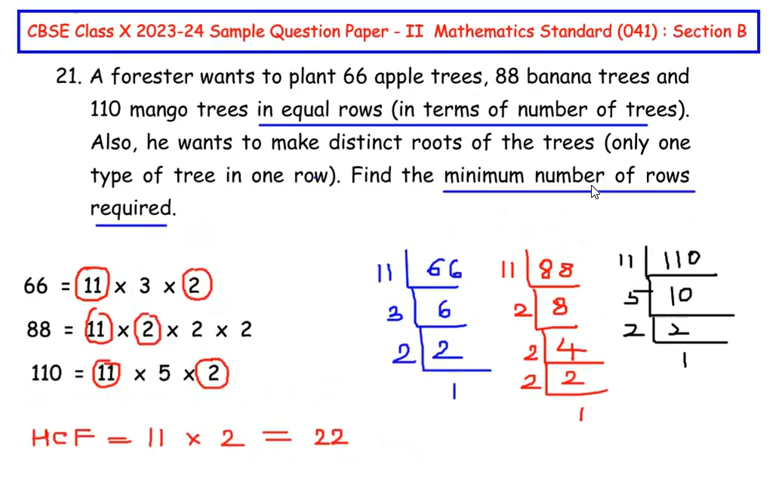 CBSE Class X 2023-24 Sample Question Paper - II Mathematics Standard (041) : Section B
21. A forester wants to plant 66 apple trees, 88 banana trees and
110 mango trees in equal rows (in terms of number of trees).
Also, he wants to make distinct roots of the trees (only one
type of tree in one row). Find the minimum number of rows
required.
66 = 11 x 3 x 2
88 = 11 x 2 x 2 x 2
110 = 11 x 5 x 2
HCF = 11 x 2 = 22
11 66
3 6
2 2
1
11 88
2 8
2 4
2 2
1
11 110
5 10
2 2
1